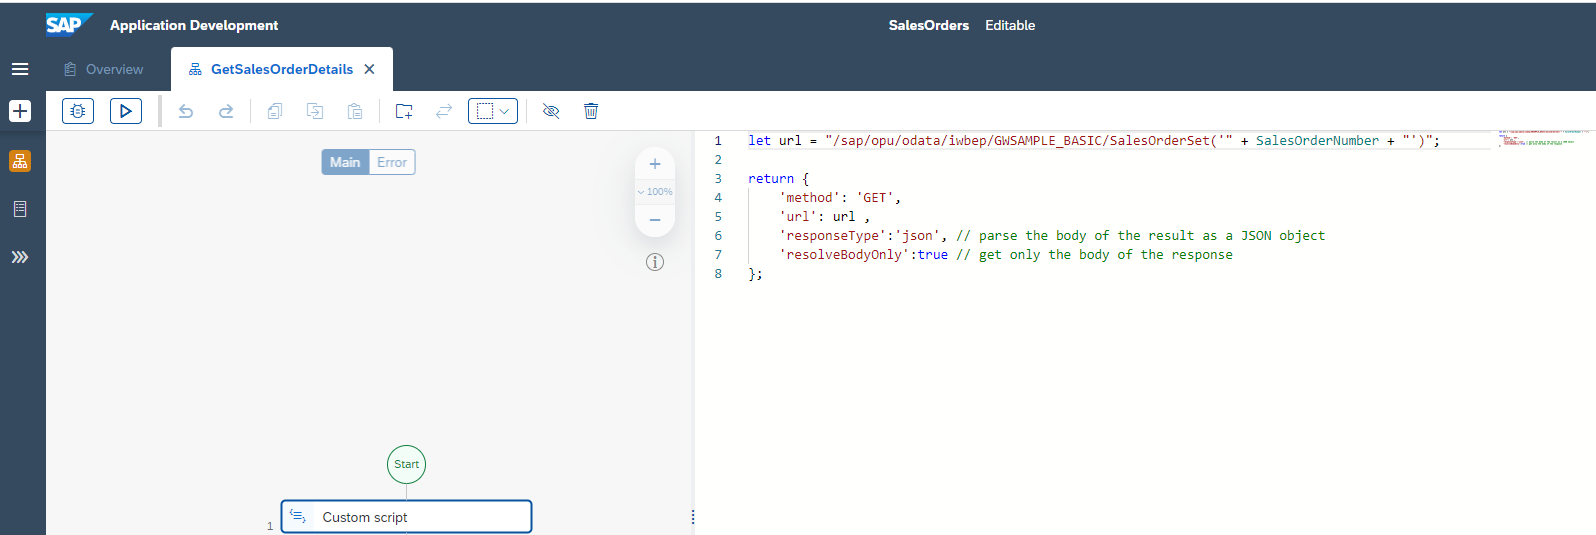 SAP Application Development SalesOrders Editable
Overview GetSalesOrderDetails
Main Error
100%
Start
1 Custom script
1 let url = "/sap/opu/odata/iwbep/GWSAMPLE_BASIC/SalesOrderSet('" + SalesOrderNumber + "')";
2
3 return {
4 'method': 'GET',
5 'url': url ,
6 'responseType':'json', // parse the body of the result as a JSON object
7 'resolveBodyOnly':true // get only the body of the response
8 };